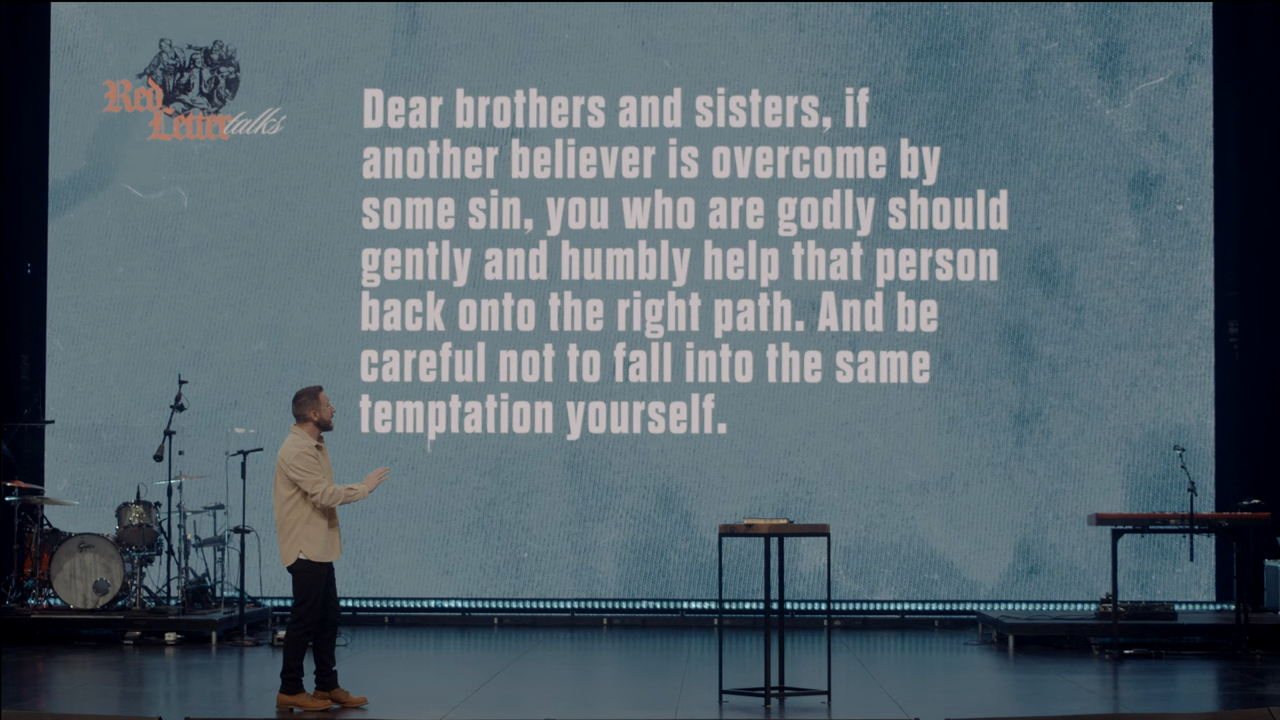 Red
Letter talks
Dear brothers and sisters, if
another believer is overcome by
some sin, you who are godly should
gently and humbly help that person
back onto the right path. And be
careful not to fall into the same
temptation yourself.